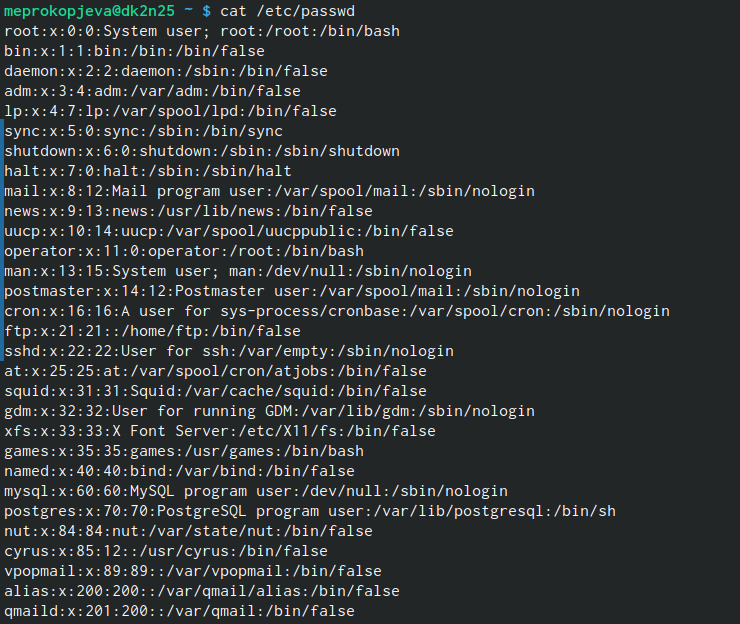 meprokopjeva@dk2n25 ~ $ cat /etc/passwd
root:x:0:0:System user; root:/root:/bin/bash
bin:x:1:1:bin:/bin:/bin/false
daemon:x:2:2:daemon:/sbin:/bin/false
adm:x:3:4:adm:/var/adm:/bin/false
lp:x:4:7:lp:/var/spool/lpd:/bin/false
sync:x:5:0:sync:/sbin:/bin/sync
shutdown:x:6:0:shutdown:/sbin:/sbin/shutdown
halt:x:7:0:halt:/sbin:/sbin/halt
mail:x:8:12:Mail program user:/var/spool/mail:/sbin/nologin
news:x:9:13:news:/usr/lib/news:/bin/false
uucp:x:10:14:uucp:/var/spool/uucppublic:/bin/false
operator:x:11:0:operator:/root:/bin/bash
man:x:13:15:System user; man:/dev/null:/sbin/nologin
postmaster:x:14:12:Postmaster user:/var/spool/mail:/sbin/nologin
cron:x:16:16:A user for sys-process/cronbase:/var/spool/cron:/sbin/nologin
ftp:x:21:21::/home/ftp:/bin/false
sshd:x:22:22:User for ssh:/var/empty:/sbin/nologin
at:x:25:25:at:/var/spool/cron/atjobs:/bin/false
squid:x:31:31:Squid:/var/cache/squid:/bin/false
gdm:x:32:32:User for running GDM:/var/lib/gdm:/sbin/nologin
xfs:x:33:33:X Font Server:/etc/X11/fs:/bin/false
games:x:35:35:games:/usr/games:/bin/bash
named:x:40:40:bind:/var/bind:/bin/false
mysql:x:60:60:MySQL program user:/dev/null:/sbin/nologin
postgres:x:70:70:PostgreSQL program user:/var/lib/postgresql:/bin/sh
nut:x:84:84:nut:/var/state/nut:/bin/false
cyrus:x:85:12::/usr/cyrus:/bin/false
vpopmail:x:89:89::/var/vpopmail:/bin/false
alias:x:200:200::/var/qmail/alias:/bin/false
qmaild:x:201:200::/var/qmail:/bin/false